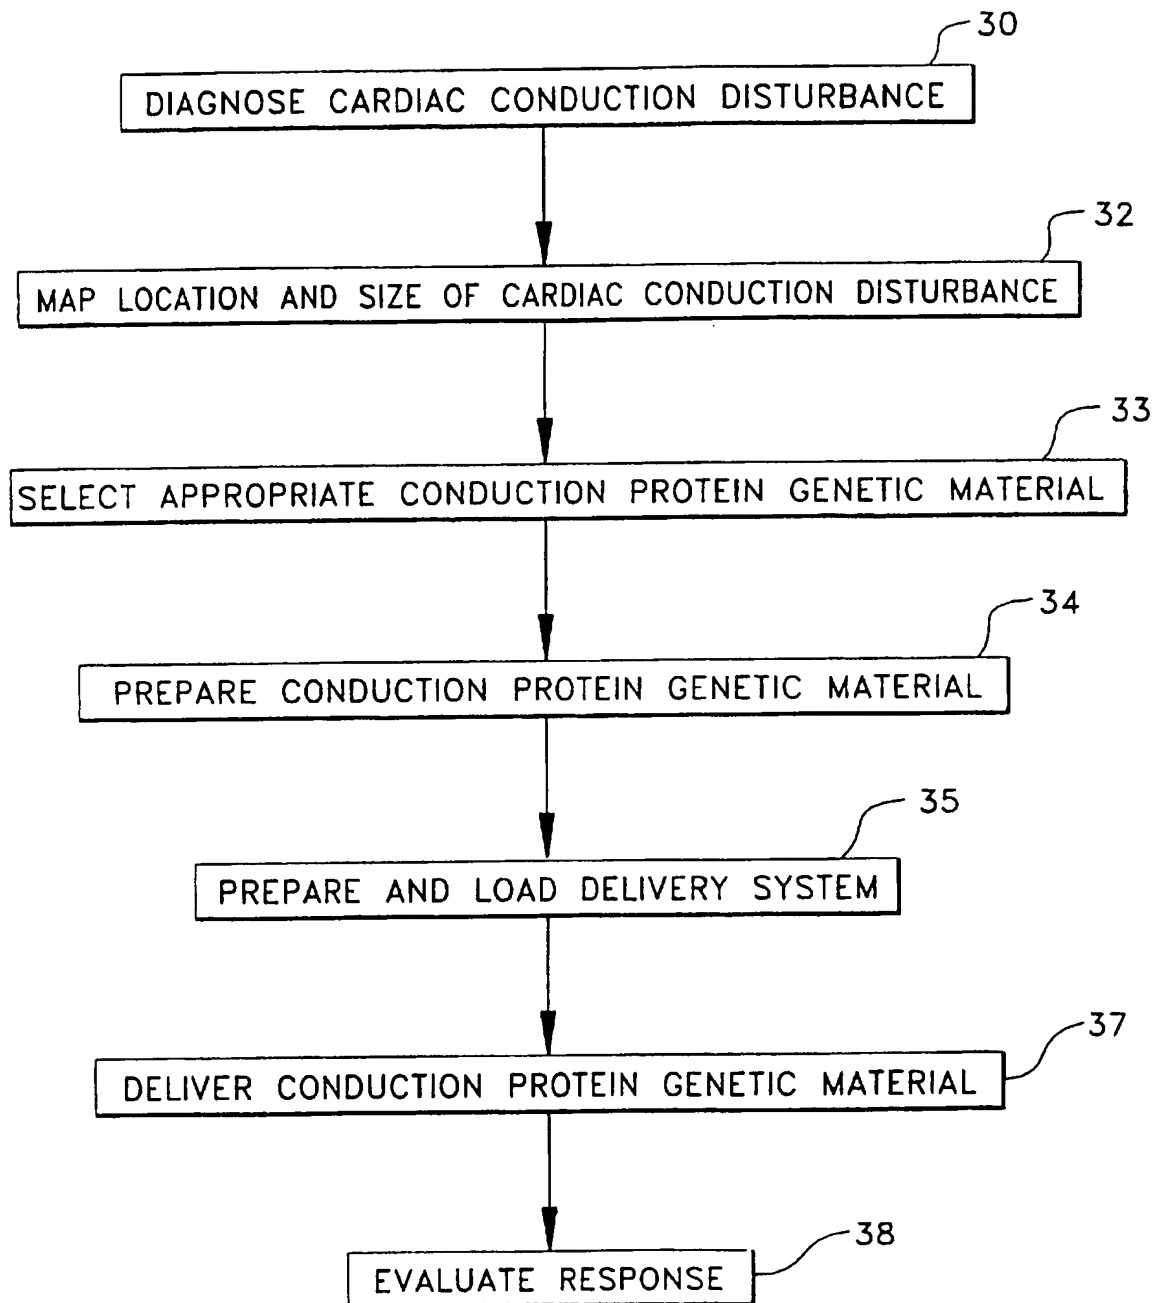 30
DIAGNOSE CARDIAC CONDUCTION DISTURBANCE
32
MAP LOCATION AND SIZE OF CARDIAC CONDUCTION DISTURBANCE
33
SELECT APPROPRIATE CONDUCTION PROTEIN GENETIC MATERIAL
34
PREPARE CONDUCTION PROTEIN GENETIC MATERIAL
35
PREPARE AND LOAD DELIVERY SYSTEM
37
DELIVER CONDUCTION PROTEIN GENETIC MATERIAL
38
EVALUATE RESPONSE